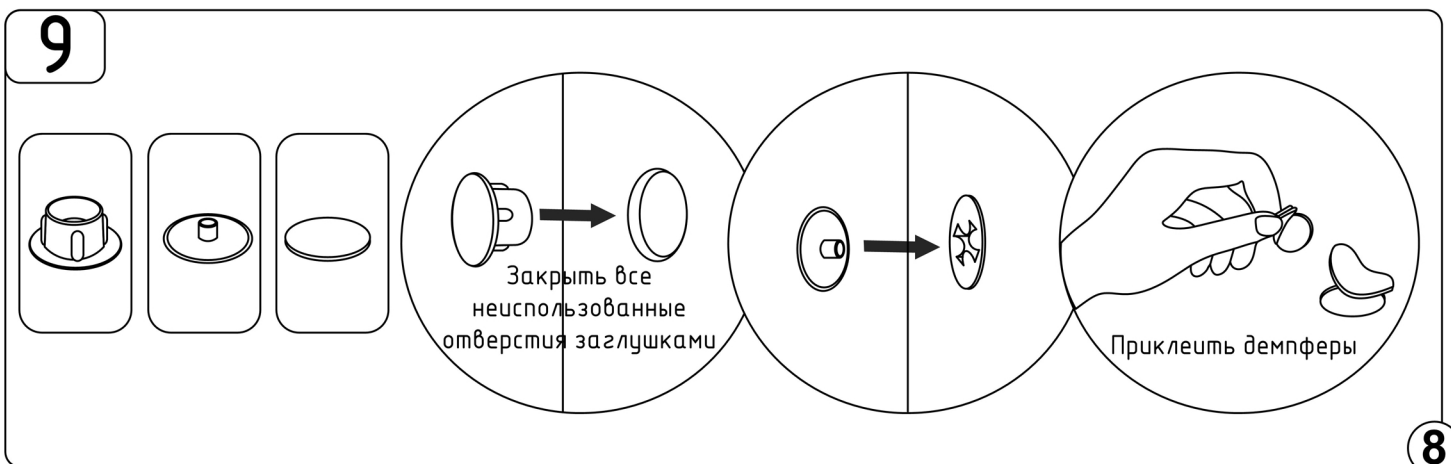 9
Закрыть все
неиспользованные
отверстия заглушками
Приклеить демпферы
8